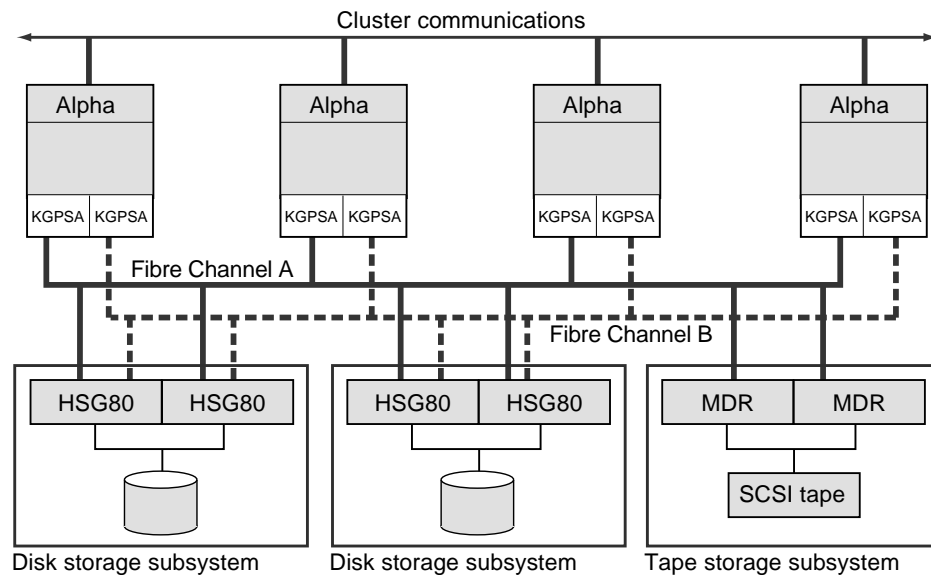 Cluster communications
Alpha Alpha Alpha Alpha
KGPSA KGPSA KGPSA KGPSA KGPSA KGPSA KGPSA KGPSA
Fibre Channel A
Fibre Channel B
HSG80 HSG80 HSG80 HSG80 MDR MDR
SCSI tape
Disk storage subsystem Disk storage subsystem Tape storage subsystem